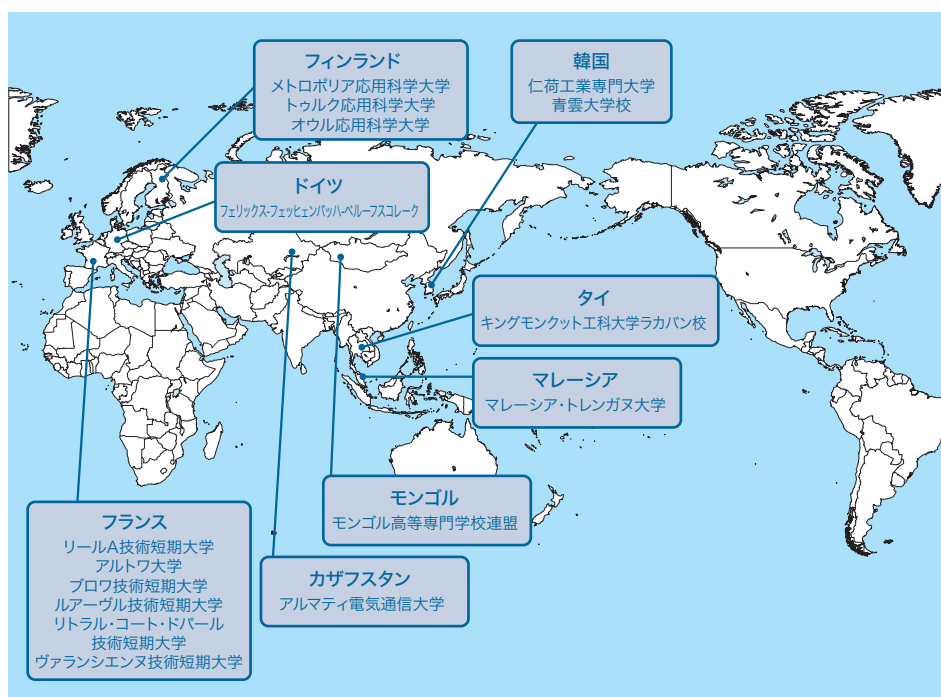 フィンランド
メトロポリア応用科学大学
トゥルク応用科学大学
オウル応用科学大学
韓国
仁荷工業専門大学
青雲大学校
ドイツ
フェリックス-フェッヒェンバッハ-ベルーフスコレーク
タイ
キングモンクット工科大学ラカバン校
マレーシア
マレーシア・トレンガヌ大学
モンゴル
モンゴル高等専門学校連盟
フランス
リールA技術短期大学
アルトワ大学
ブロワ技術短期大学
ルアーヴル技術短期大学
リトラル・コート・ドパール
技術短期大学
ヴァランシエンヌ技術短期大学
カザフスタン
アルマティ電気通信大学